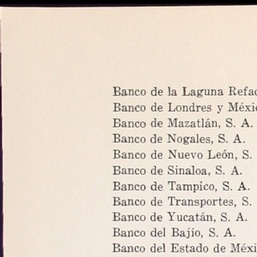 Banco de la Laguna Refac
Banco de Londres y Méxic
Banco de Mazatlán, S. A.
Banco de Nogales, S. A.
Banco de Nuevo León, S.
Banco de Sinaloa, S. A.
Banco de Tampico, S. A.
Banco de Transportes, S.
Banco de Yucatán, S. A.
Banco del Bajío, S. A.
Banco del Estado de Méxi